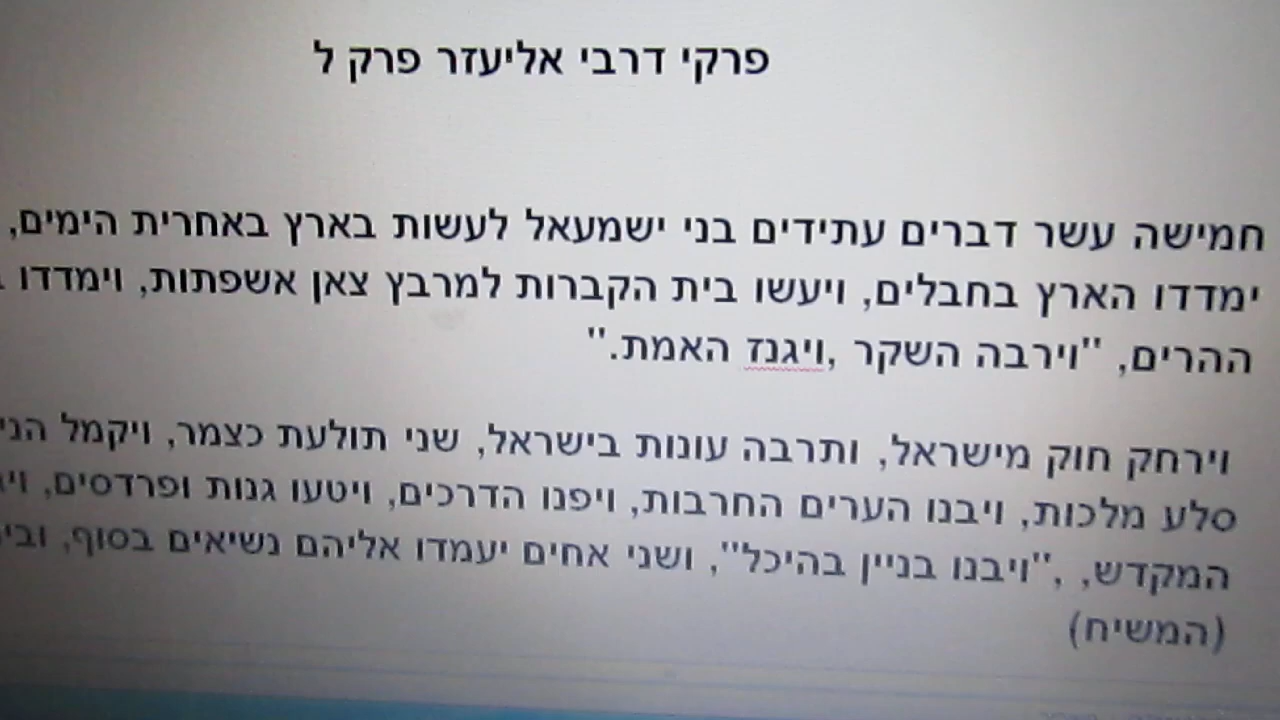 פרקי דרבי אליעזר פרק ל
חמישה עשר דברים עתידים בני ישמעאל לעשות בארץ באחרית הימים,
ימדדו הארץ בחבלים, ויעשו בית הקברות למרבץ צאן אשפתות, וימדדו
ההרים, "וירבה השקר ,ויגנז האמת."
וירחק חוק מישראל, ותרבה עונות בישראל, שני תולעת כצמר, ויקמל
סלע מלכות, ויבנו הערים החרבות, ויפנו הדרכים, ויטעו גנות ופרדסים,
המקדש, ,"ויבנו בניין בהיכל", ושני אחים יעמדו אליהם נשיאים בסוף,
(המשיח)